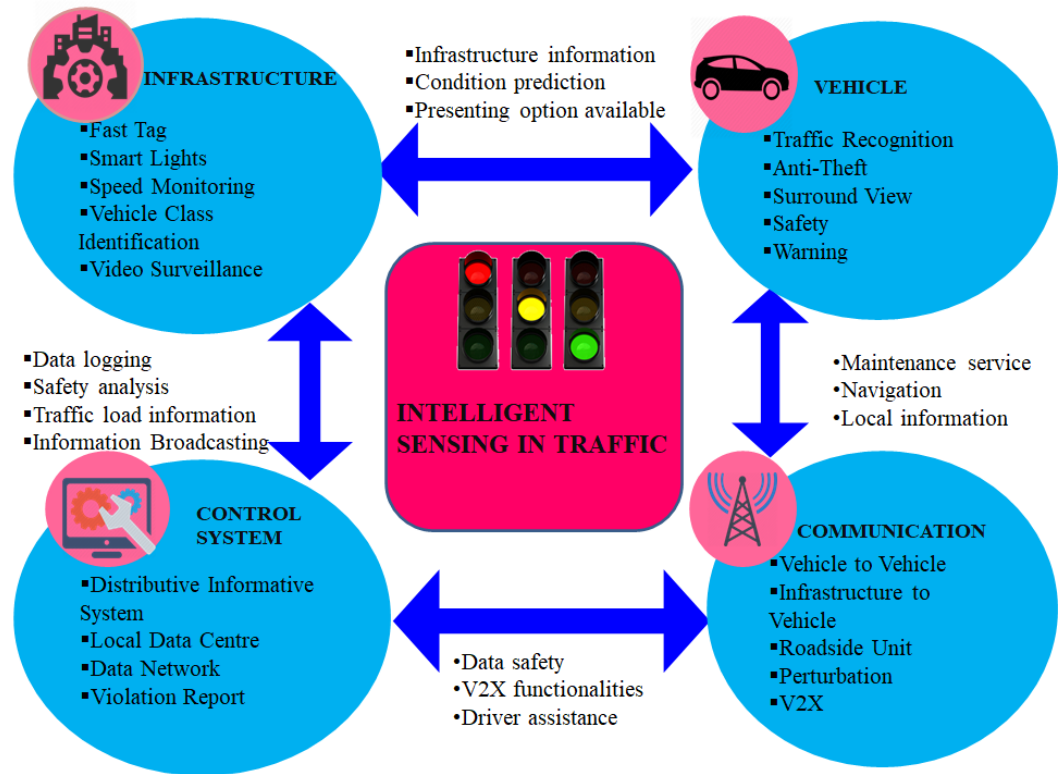 INFRASTRUCTURE
▪Fast Tag
▪Smart Lights
▪Speed Monitoring
▪Vehicle Class
Identification
▪Video Surveillance
▪Infrastructure information
▪Condition prediction
▪Presenting option available
VEHICLE
▪Traffic Recognition
▪Anti-Theft
▪Surround View
▪Safety
▪Warning
▪Data logging
▪Safety analysis
▪Traffic load information
▪Information Broadcasting
INTELLIGENT
SENSING IN TRAFFIC
•Maintenance service
•Navigation
•Local information
CONTROL
SYSTEM
▪Distributive Informative
System
▪Local Data Centre
▪Data Network
▪Violation Report
•Data safety
•V2X functionalities
•Driver assistance
COMMUNICATION
▪Vehicle to Vehicle
▪Infrastructure to
Vehicle
▪Roadside Unit
▪Perturbation
▪V2X